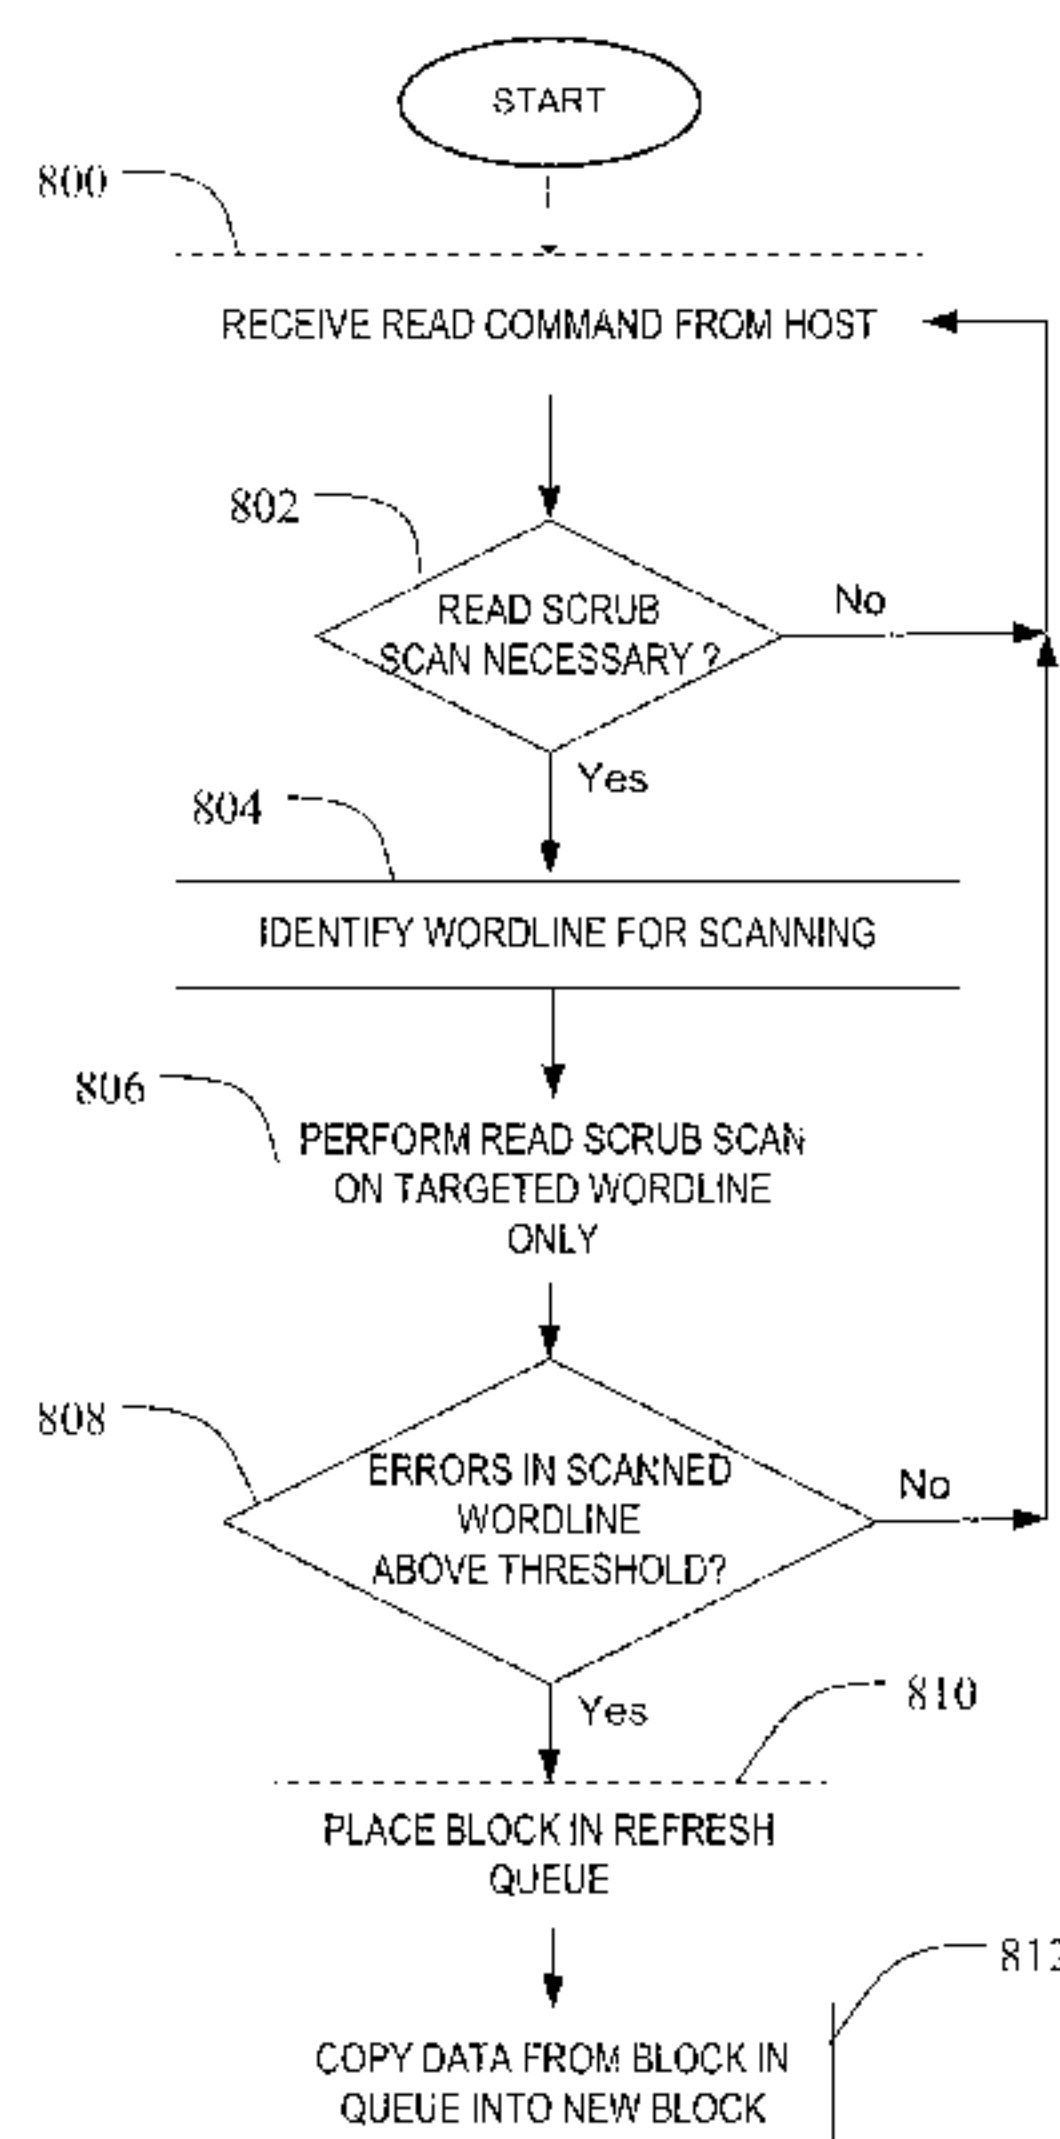 START
800
RECEIVE READ COMMAND FROM HOST
802
READ SCRUB
SCAN NECESSARY ?
No
Yes
804
IDENTIFY WORDLINE FOR SCANNING
806
PERFORM READ SCRUB SCAN
ON TARGETED WORDLINE
ONLY
808
ERRORS IN SCANNED
WORDLINE
ABOVE THRESHOLD?
No
Yes
810
PLACE BLOCK IN REFRESH
QUEUE
812
COPY DATA FROM BLOCK IN
QUEUE INTO NEW BLOCK